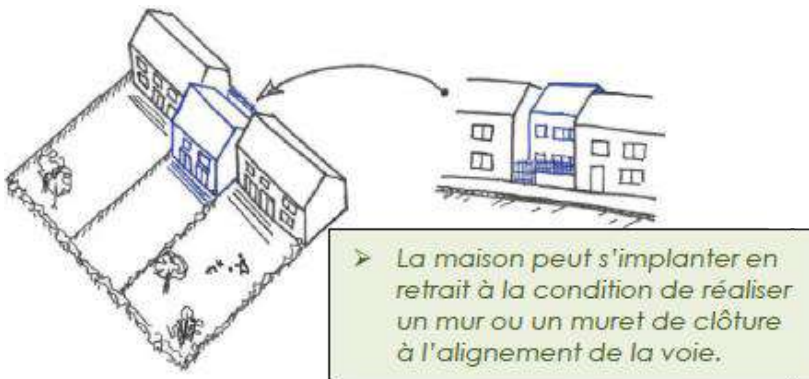 ➢ La maison peut s’implanter en
retrait à la condition de réaliser
un mur ou un muret de clôture
à l’alignement de la voie.